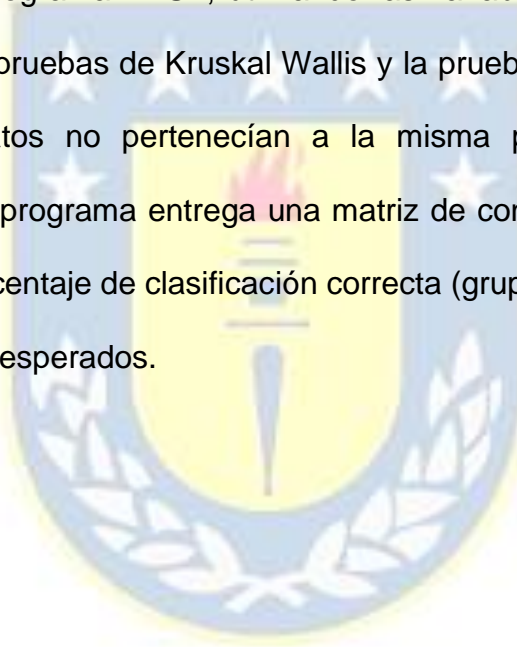 pruebas de Kruskal Wallis y la prueb
tos no pertenecían a la misma p
programa entrega una matriz de con
centaje de clasificación correcta (grup
esperados.